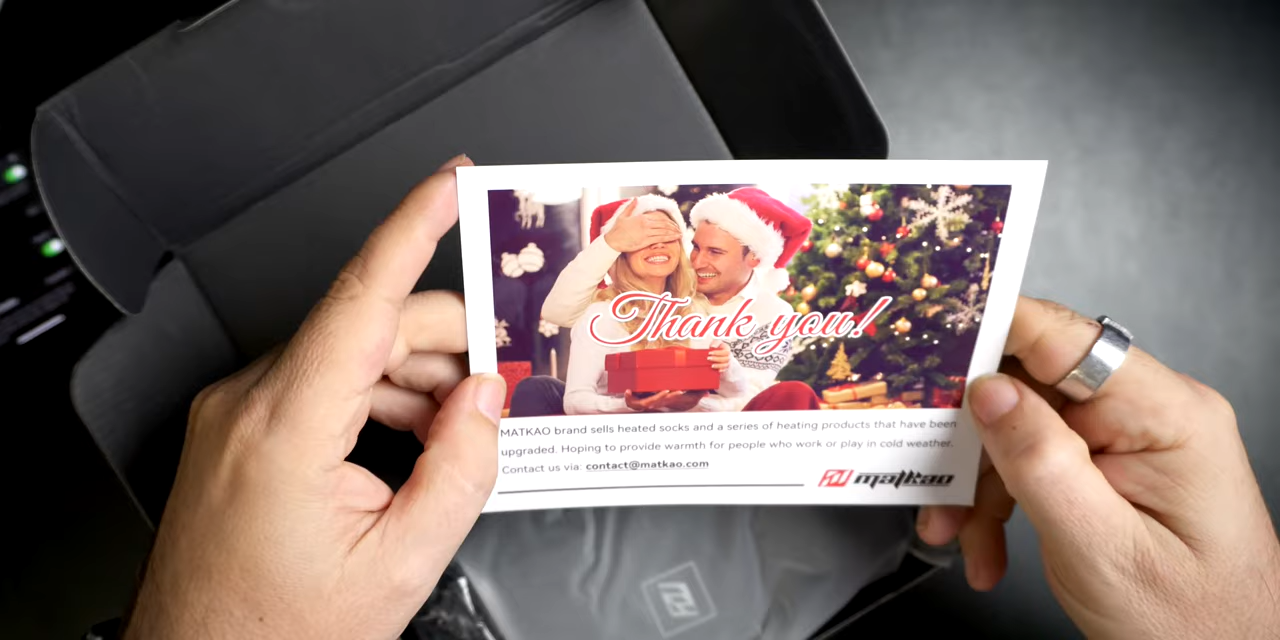 Thank you!
MATKAO brand sells heated socks and a series of heating products that have been
upgraded. Hoping to provide warmth for people who work or play in cold weather.
Contact us via: contact@matkao.com
matkao